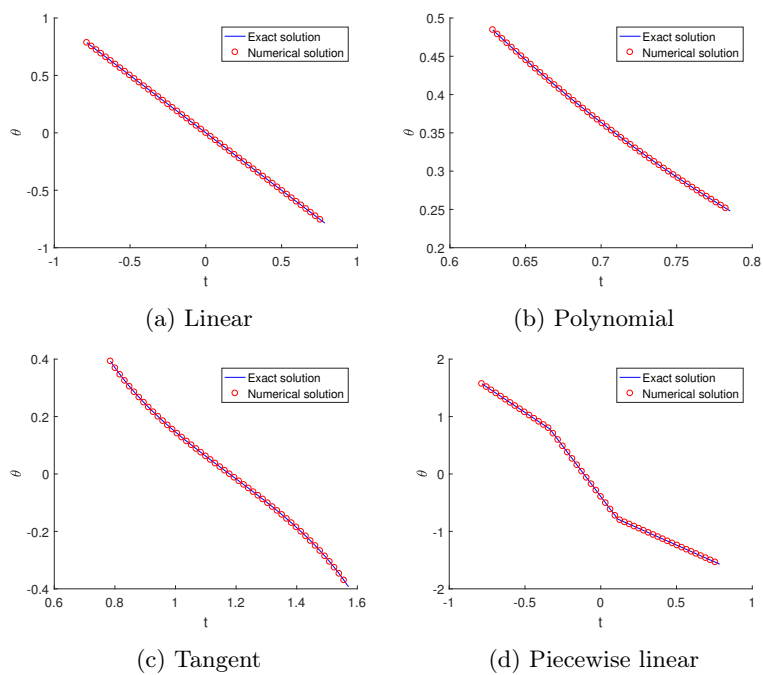 1
0.5
0
-0.5
-1
θ
-1
-0.5
0
0.5
1
t
Exact solution
Numerical solution
(a) Linear
0.5
0.45
0.4
0.35
0.3
0.25
0.2
θ
0.6
0.65
0.7
0.75
0.8
t
Exact solution
Numerical solution
(b) Polynomial
0.4
0.2
0
-0.2
-0.4
θ
0.6
0.8
1
1.2
1.4
1.6
t
Exact solution
Numerical solution
(c) Tangent
2
1
0
-1
-2
θ
-1
-0.5
0
0.5
1
t
Exact solution
Numerical solution
(d) Piecewise linear